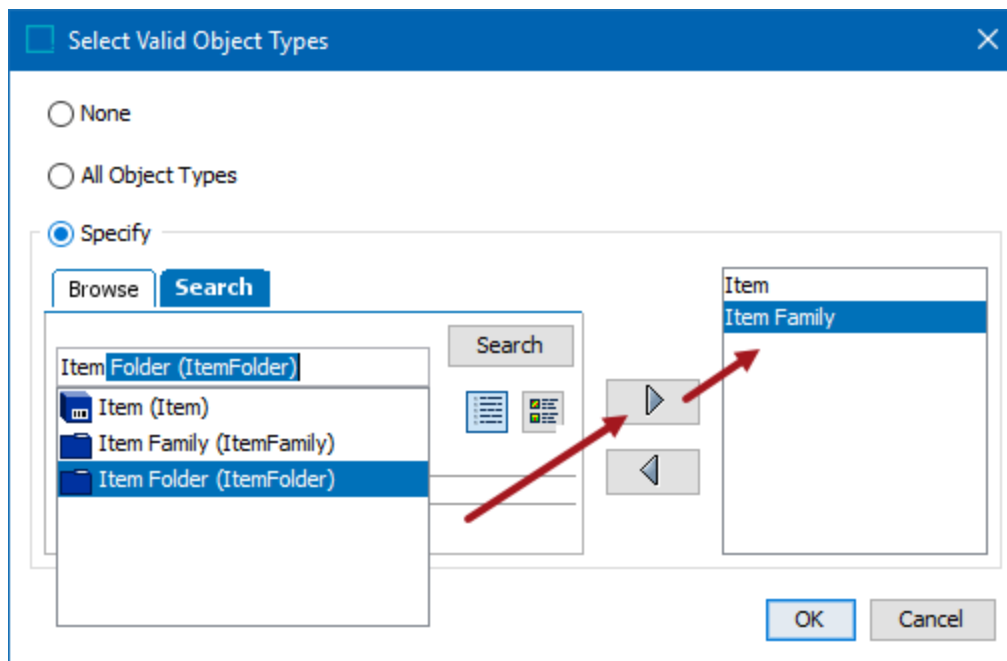 Select Valid Object Types
None
All Object Types
Specify
Browse
Search
Search
Item Folder (ItemFolder)
Item (Item)
Item Family (ItemFamily)
Item Folder (ItemFolder)
Item
Item Family
OK
Cancel